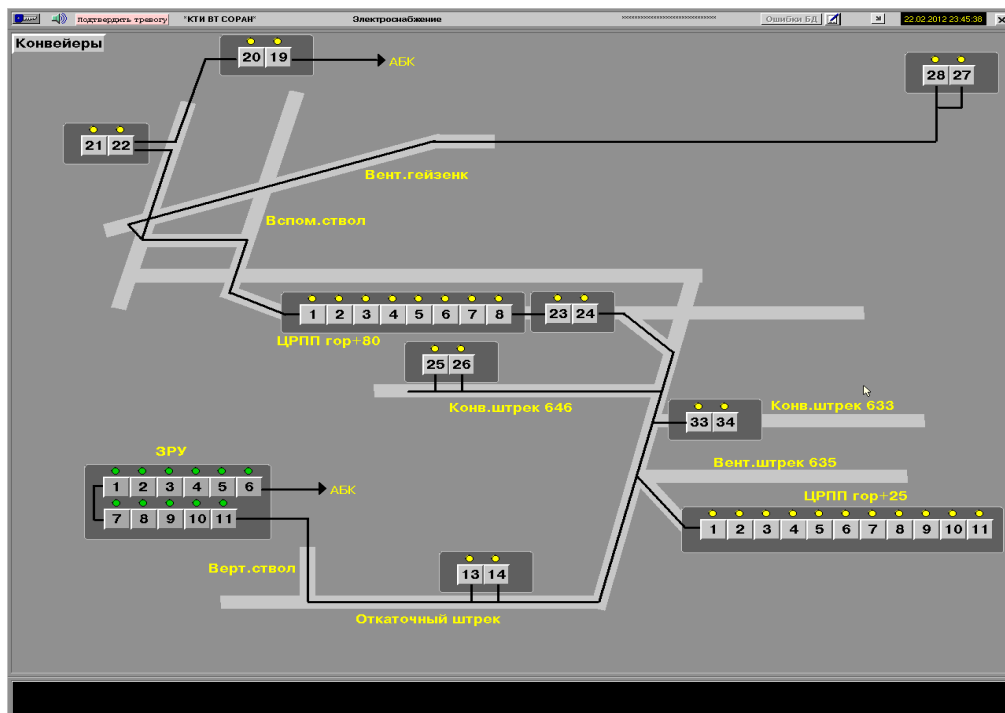 Подтвердить тревогу "КТИ ВТ СОРАН" Электроснабжение Ошибки БД 22.02.2012 23:45:38
Конвейеры
20 19 АБК
28 27
21 22
Вент.гейзенк
Вспом.ствол
1 2 3 4 5 6 7 8 23 24
ЦРПП гор+80
25 26
Конв.штрек 646
Конв.штрек 633
33 34
ЗРУ
Вент.штрек 635
1 2 3 4 5 6 АБК
ЦРПП гор+25
7 8 9 10 11
1 2 3 4 5 6 7 8 9 10 11
Верт.ствол
13 14
Откаточный штрек